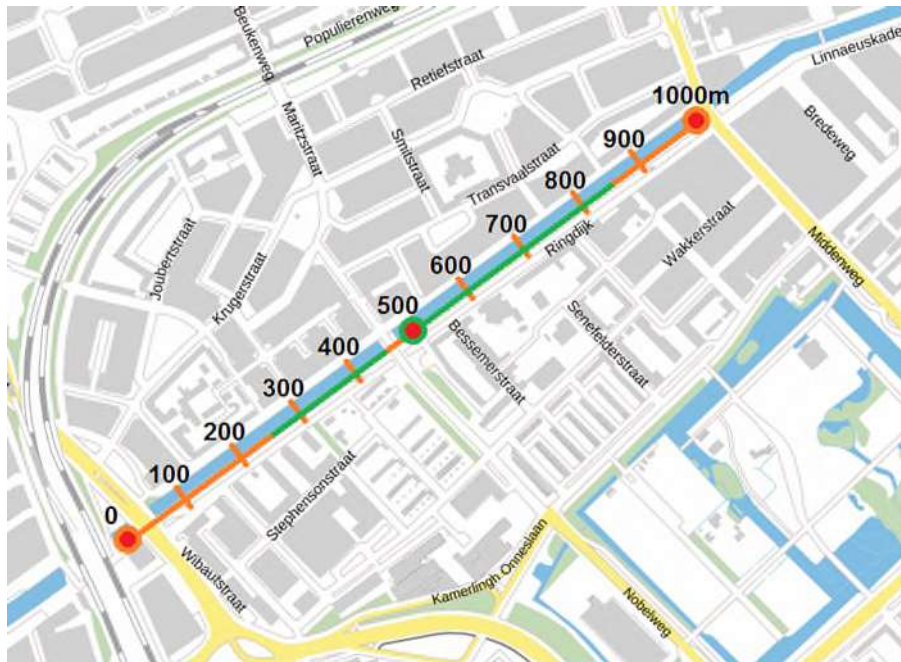 Beukenweg
Populierenweg
Retiefstraat
Linnaeuskade
1000m
Maritzstraat
Smitstraat
Bredeweg
900
Transvaalstraat
800
Joubertstraat
Krugerstraat
700
Ringdijk
Wakkerstraat
Middenweg
600
500
Bessemerstraat
Senefelderstraat
400
300
200
100
Stephensonstraat
0
Wibautstraat
Kamerlingh Onneslaan
Nobelweg